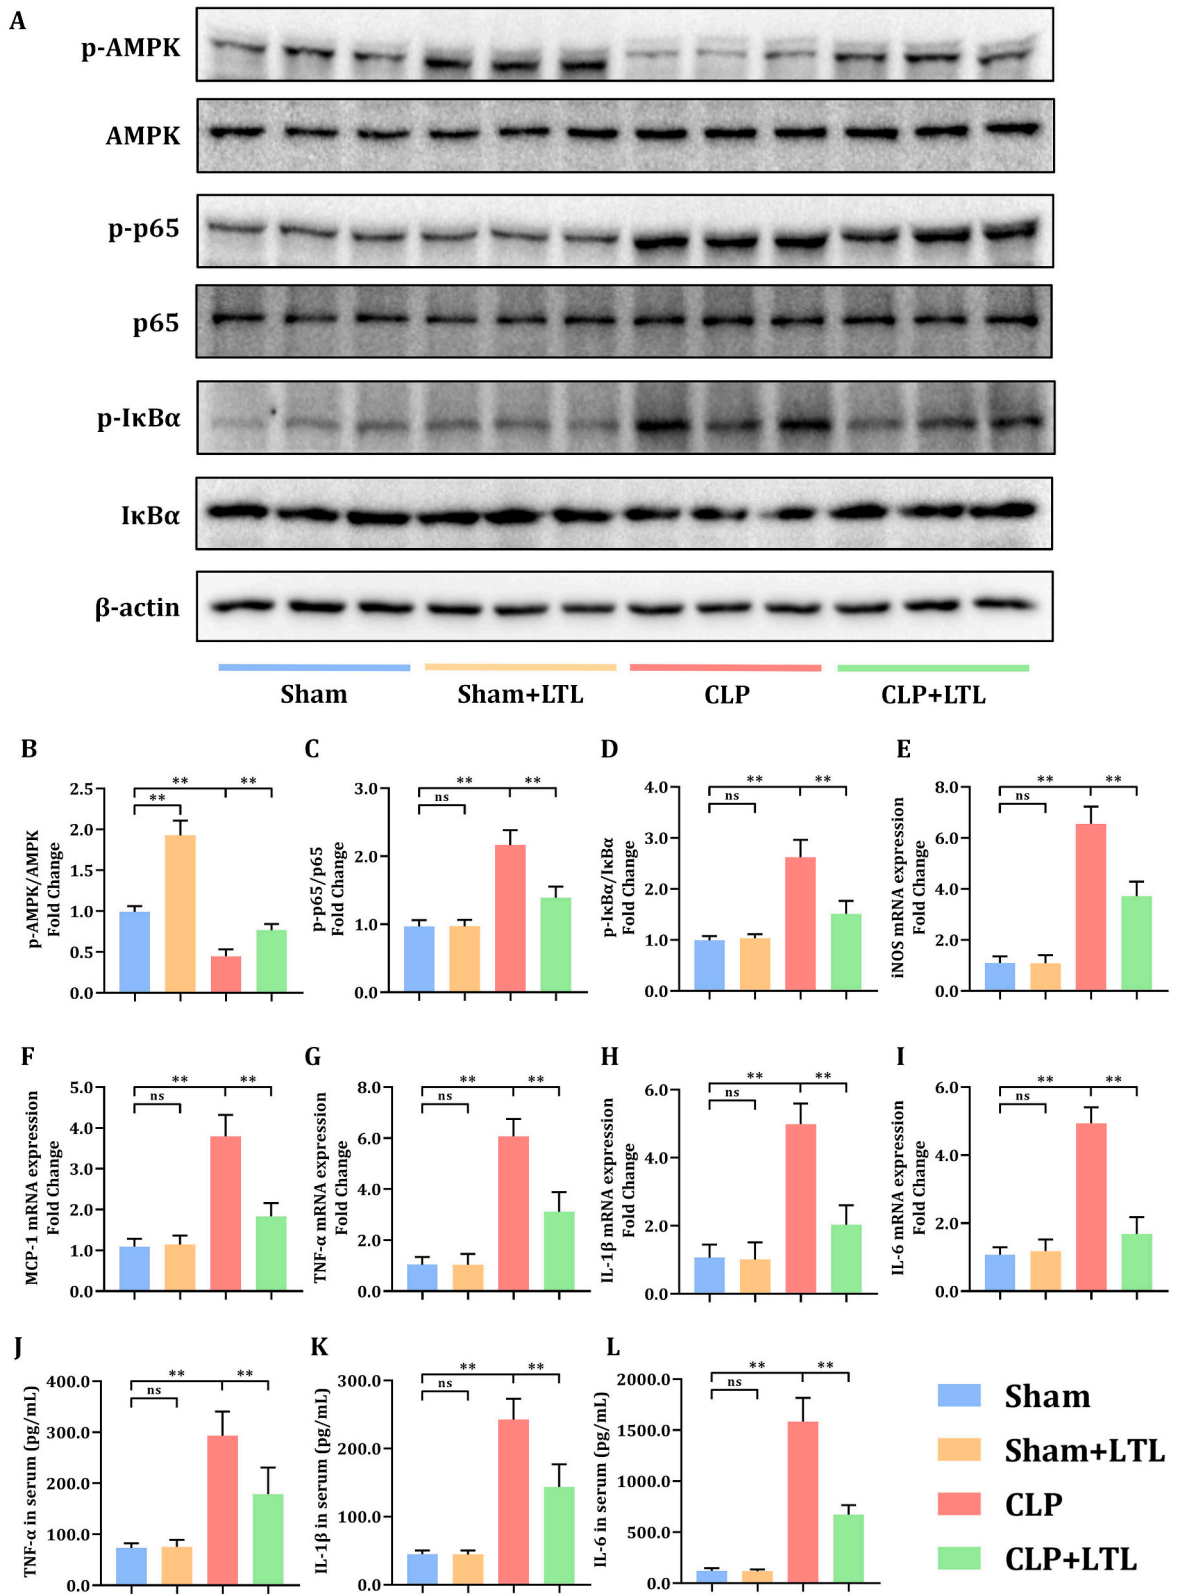 A
p-AMPK
AMPK
p-p65
p65
p-IκBα
IκBα
β-actin
Sham Sham+LTL CLP CLP+LTL
B
p-AMPK/AMPK
Fold Change
2.5
2.0
1.5
1.0
0.5
0.0
** **
**
C
p-p65/p65
Fold Change
3.0
2.0
1.0
0.0
** **
ns
D
p-IκBα/IκBα
Fold Change
4.0
3.0
2.0
1.0
0.0
** **
ns
E
iNOS mRNA expression
Fold Change
8.0
6.0
4.0
2.0
0.0
** **
ns
F
MCP-1 mRNA expression
Fold Change
5.0
4.0
3.0
2.0
1.0
0.0
** **
ns
G
TNF-α mRNA expression
Fold Change
8.0
6.0
4.0
2.0
0.0
** **
ns
H
IL-1β mRNA expression
Fold Change
6.0
4.0
2.0
0.0
** **
ns
I
IL-6 mRNA expression
Fold Change
6.0
4.0
2.0
0.0
** **
ns
J
TNF-α in serum (pg/mL)
400.0
300.0
200.0
100.0
0.0
** **
ns
K
IL-1β in serum (pg/mL)
300.0
200.0
100.0
0.0
** **
ns
L
IL-6 in serum (pg/mL)
2000.0
1500.0
1000.0
500.0
0.0
** **
ns
Sham
Sham+LTL
CLP
CLP+LTL